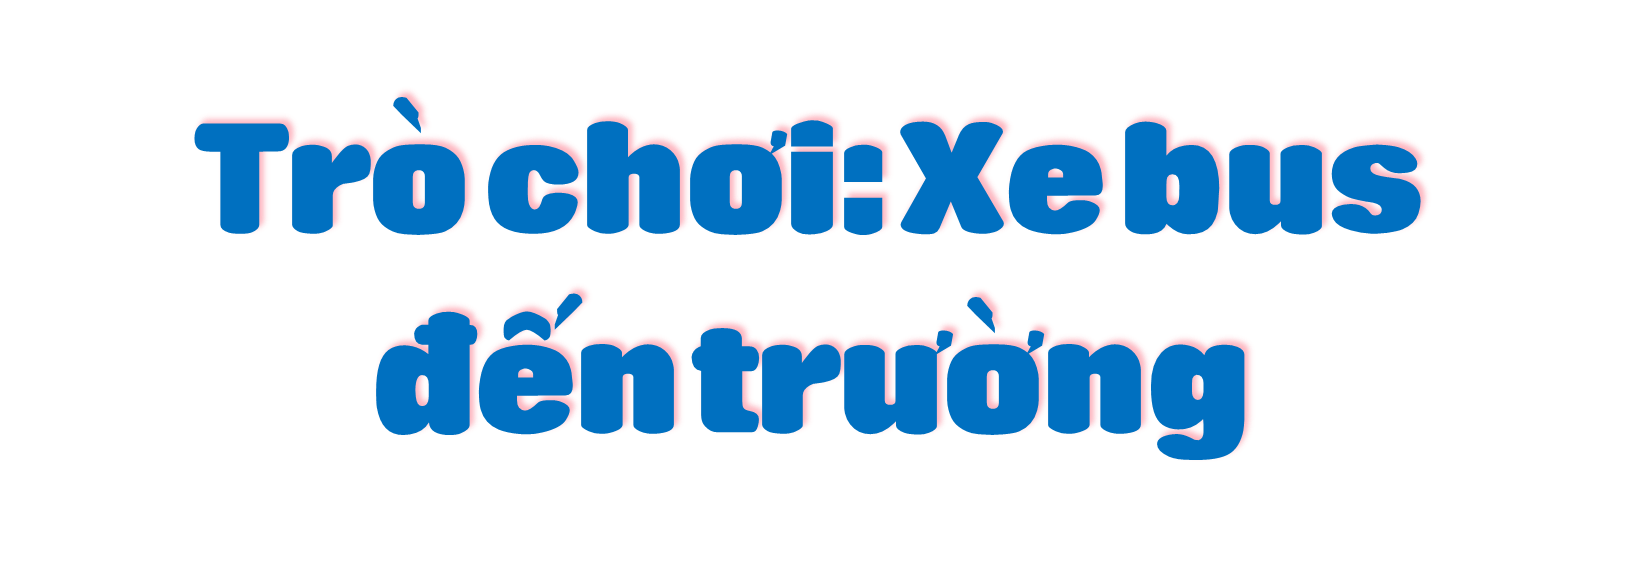 Trò chơi: Xe bus
đến trường